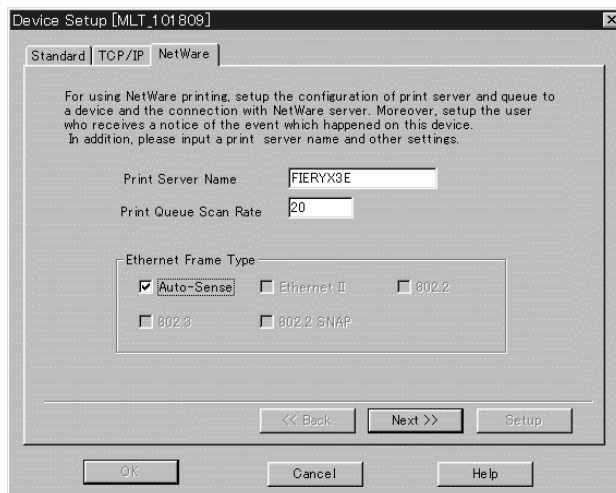 Device Setup [MLT_101809]
Standard TCP/IP NetWare
For using NetWare printing, setup the configuration of print server and queue to
a device and the connection with NetWare server. Moreover, setup the user
who receives a notice of the event which happened on this device.
In addition, please input a print server name and other settings.
Print Server Name FIERYX3E
Print Queue Scan Rate 20
Ethernet Frame Type
Auto-Sense Ethernet II 802.2
802.3 802.2 SNAP
<< Back Next >> Setup
OK Cancel Help